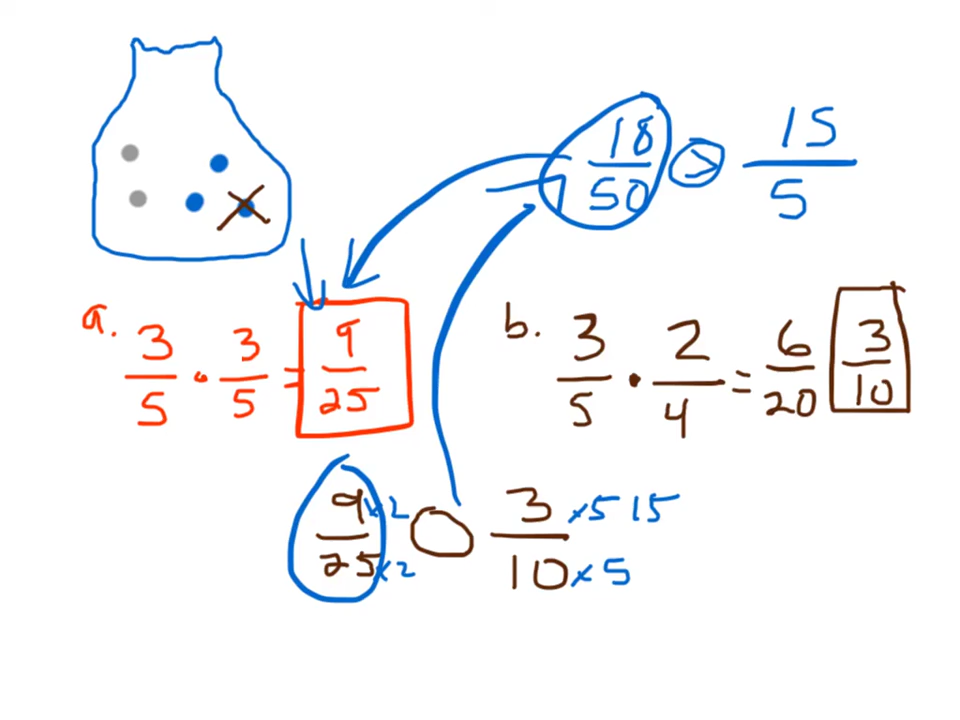 18/50 > 15/5
a. 3/5 · 3/5 = 9/25
b. 3/5 · 2/4 = 6/20 3/10
9×2/25×2 ○ 3×5/10×5 15